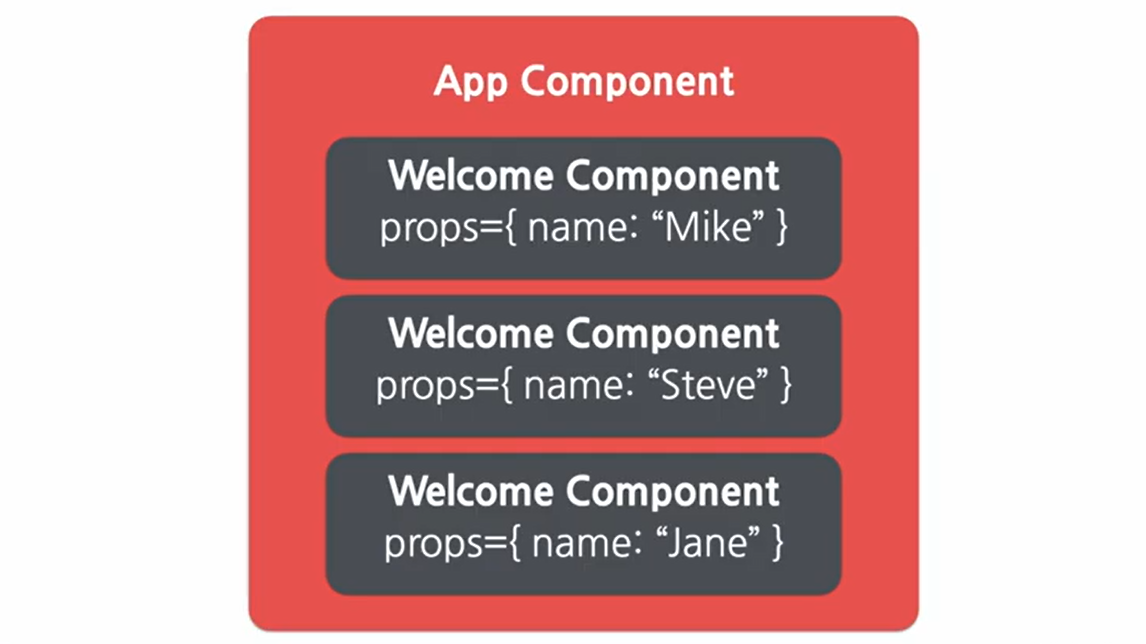 App Component
Welcome Component
props={ name: “Mike” }
Welcome Component
props={ name: “Steve” }
Welcome Component
props={ name: “Jane” }